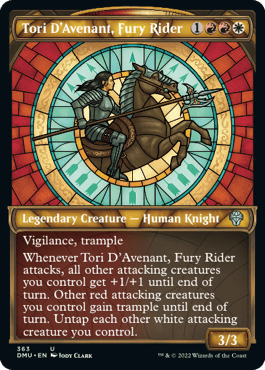 Tori D'Avenant, Fury Rider 1
Legendary Creature — Human Knight
Vigilance, trample
Whenever Tori D'Avenant, Fury Rider
attacks, all other attacking creatures
you control get +1/+1 until end of
turn. Other red attacking creatures
you control gain trample until end of
turn. Untap each other white attacking
creature you control.
3/3
363 U
DMU • EN JODY CLARK
™ & © 2022 Wizards of the Coast